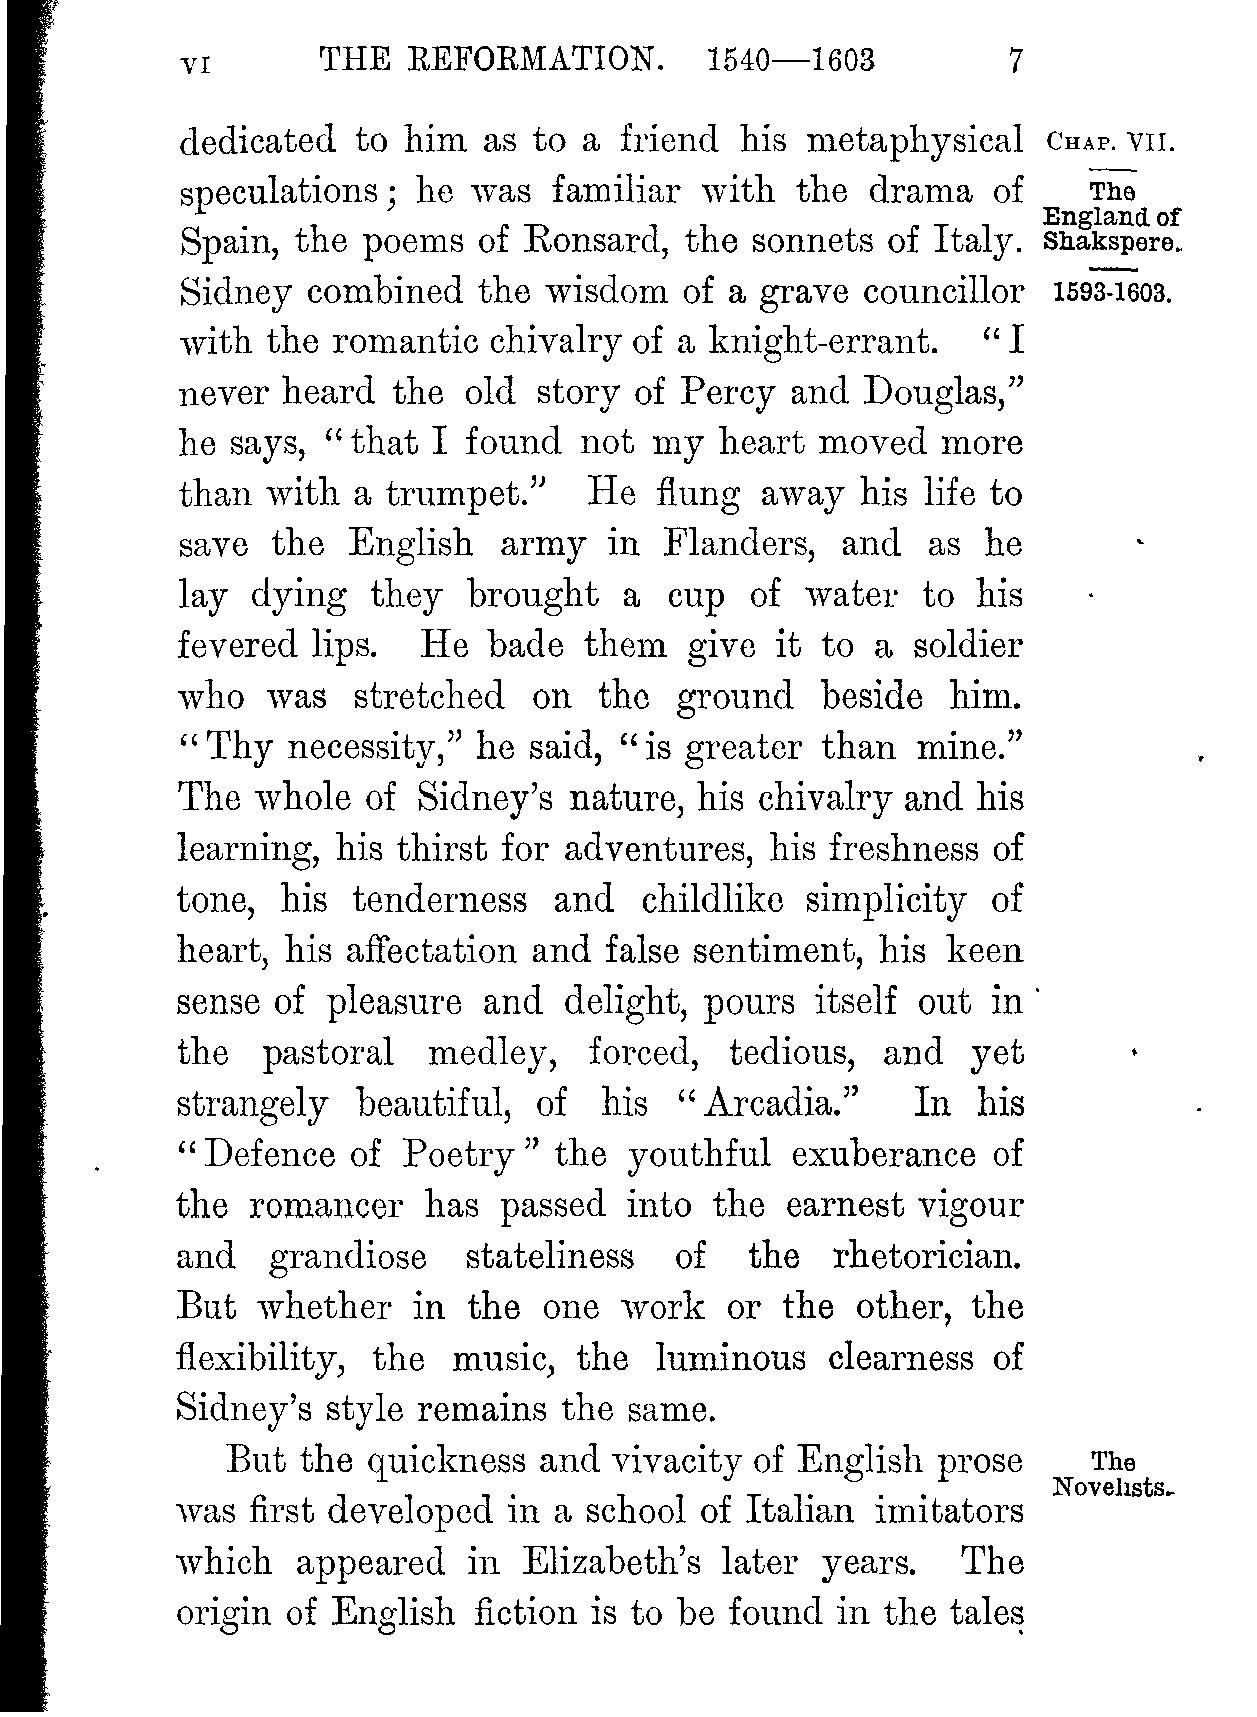 VI THE REFORMATION. 1540—1603 7
dedicated to him as to a friend his metaphysical
speculations; he was familiar with the drama of
Spain, the poems of Ronsard, the sonnets of Italy.
Sidney combined the wisdom of a grave councillor
with the romantic chivalry of a knight-errant. "I
never heard the old story of Percy and Douglas,"
he says, "that I found not my heart moved more
than with a trumpet." He flung away his life to
save the English army in Flanders, and as he
lay dying they brought a cup of water to his
fevered lips. He bade them give it to a soldier
who was stretched on the ground beside him.
"Thy necessity," he said, "is greater than mine."
The whole of Sidney's nature, his chivalry and his
learning, his thirst for adventures, his freshness of
tone, his tenderness and childlike simplicity of
heart, his affectation and false sentiment, his keen
sense of pleasure and delight, pours itself out in
the pastoral medley, forced, tedious, and yet
strangely beautiful, of his "Arcadia." In his
"Defence of Poetry" the youthful exuberance of
the romancer has passed into the earnest vigour
and grandiose stateliness of the rhetorician.
But whether in the one work or the other, the
flexibility, the music, the luminous clearness of
Sidney's style remains the same.
But the quickness and vivacity of English prose
was first developed in a school of Italian imitators
which appeared in Elizabeth's later years. The
origin of English fiction is to be found in the tales
CHAP. VII.
The
England of
Shakspere.
1593-1603.
The
Novelists.